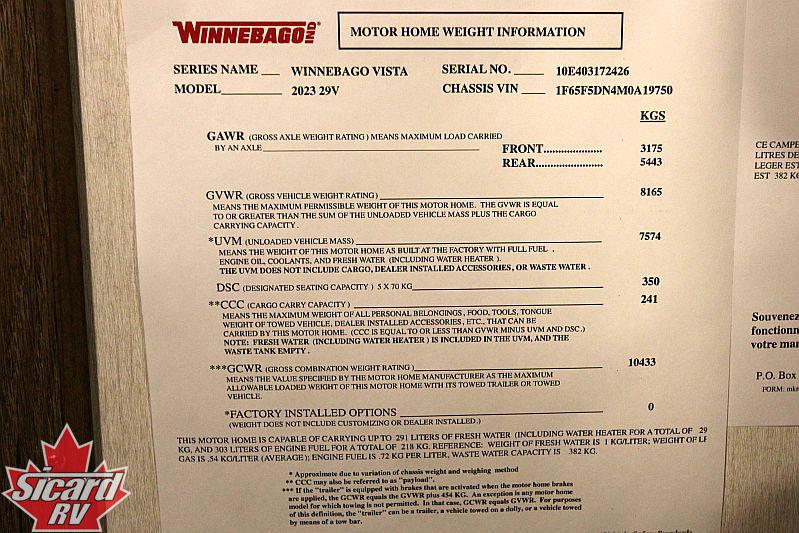 WINNEBAGO IND
MOTOR HOME WEIGHT INFORMATION
SERIES NAME ___ WINNEBAGO VISTA SERIAL NO. _____ 10E403172426
MODEL__________ 2023 29V CHASSIS VIN _____ 1F65F5DN4M0A19750
KGS
GAWR (GROSS AXLE WEIGHT RATING ) MEANS MAXIMUM LOAD CARRIED
BY AN AXLE FRONT..................... 3175
REAR........................ 5443
GVWR (GROSS VEHICLE WEIGHT RATING) 8165
MEANS THE MAXIMUM PERMISSIBLE WEIGHT OF THIS MOTOR HOME. THE GVWR IS EQUAL
TO OR GREATER THAN THE SUM OF THE UNLOADED VEHICLE MASS PLUS THE CARGO
CARRYING CAPACITY .
*UVM (UNLOADED VEHICLE MASS) 7574
MEANS THE WEIGHT OF THIS MOTOR HOME AS BUILT AT THE FACTORY WITH FULL FUEL ,
ENGINE OIL, COOLANTS, AND FRESH WATER (INCLUDING WATER HEATER ).
THE UVM DOES NOT INCLUDE CARGO, DEALER INSTALLED ACCESSORIES, OR WASTE WATER .
DSC (DESIGNATED SEATING CAPACITY ) 5 X 70 KG 350
**CCC (CARGO CARRY CAPACITY ) 241
MEANS THE MAXIMUM WEIGHT OF ALL PERSONAL BELONGINGS, FOOD, TOOLS, TONGUE
WEIGHT OF TOWED VEHICLE, DEALER INSTALLED ACCESSORIES, ETC., THAT CAN BE
CARRIED BY THIS MOTOR HOME. (CCC IS EQUAL TO OR LESS THAN GVWR MINUS UVM AND DSC.)
NOTE: FRESH WATER (INCLUDING WATER HEATER ) IS INCLUDED IN THE UVM, AND THE
WASTE TANK EMPTY .
***GCWR (GROSS COMBINATION WEIGHT RATING ) 10433
MEANS THE VALUE SPECIFIED BY THE MOTOR HOME MANUFACTURER AS THE MAXIMUM
ALLOWABLE LOADED WEIGHT OF THIS MOTOR HOME WITH ITS TOWED TRAILER OR TOWED
VEHICLE.
*FACTORY INSTALLED OPTIONS 0
(WEIGHT DOES NOT INCLUDE CUSTOMIZING OR DEALER INSTALLED .)
THIS MOTOR HOME IS CAPABLE OF CARRYING UP TO 291 LITERS OF FRESH WATER (INCLUDING WATER HEATER FOR A TOTAL OF 29
KG, AND 303 LITERS OF ENGINE FUEL FOR A TOTAL OF 218 KG. REFERENCE: WEIGHT OF FRESH WATER IS 1 KG/LITER; WEIGHT OF LP
GAS IS .54 KG/LITER (AVERAGE); ENGINE FUEL IS .72 KG PER LITER, WASTE WATER CAPACITY IS 382 KG.
* Approximate due to variation of chassis weight and weighing method
** CCC may also be referred to as "payload".
*** If the "trailer" is equipped with brakes that are activated when the motor home brakes
are applied, the GCWR equals the GVWR plus 454 KG. An exception is any motor home
model for which towing is not permitted. In that case, GCWR equals GVWR. For purposes
of this definition, the "trailer" can be a trailer, a vehicle towed on a dolly, or a vehicle towed
by means of a tow bar.
CE CAMPE
LITRES DE
LEGER EST
EST 382 KG
Souvenez
fonctionn
votre man
P.O. Box
Sicard
RV